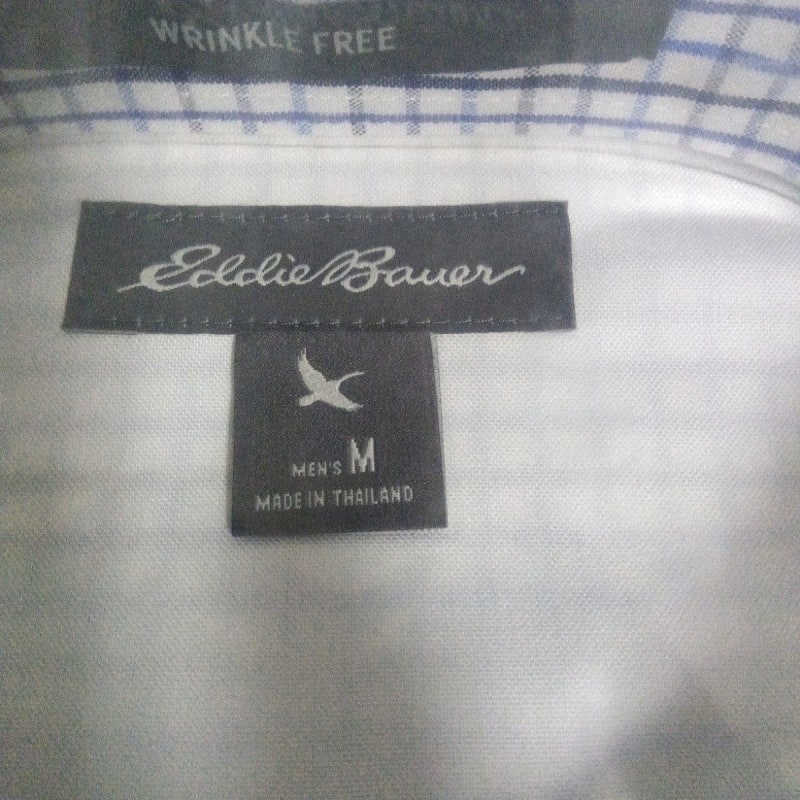 WRINKLE FREE
Eddie Bauer
MEN'S M
MADE IN THAILAND